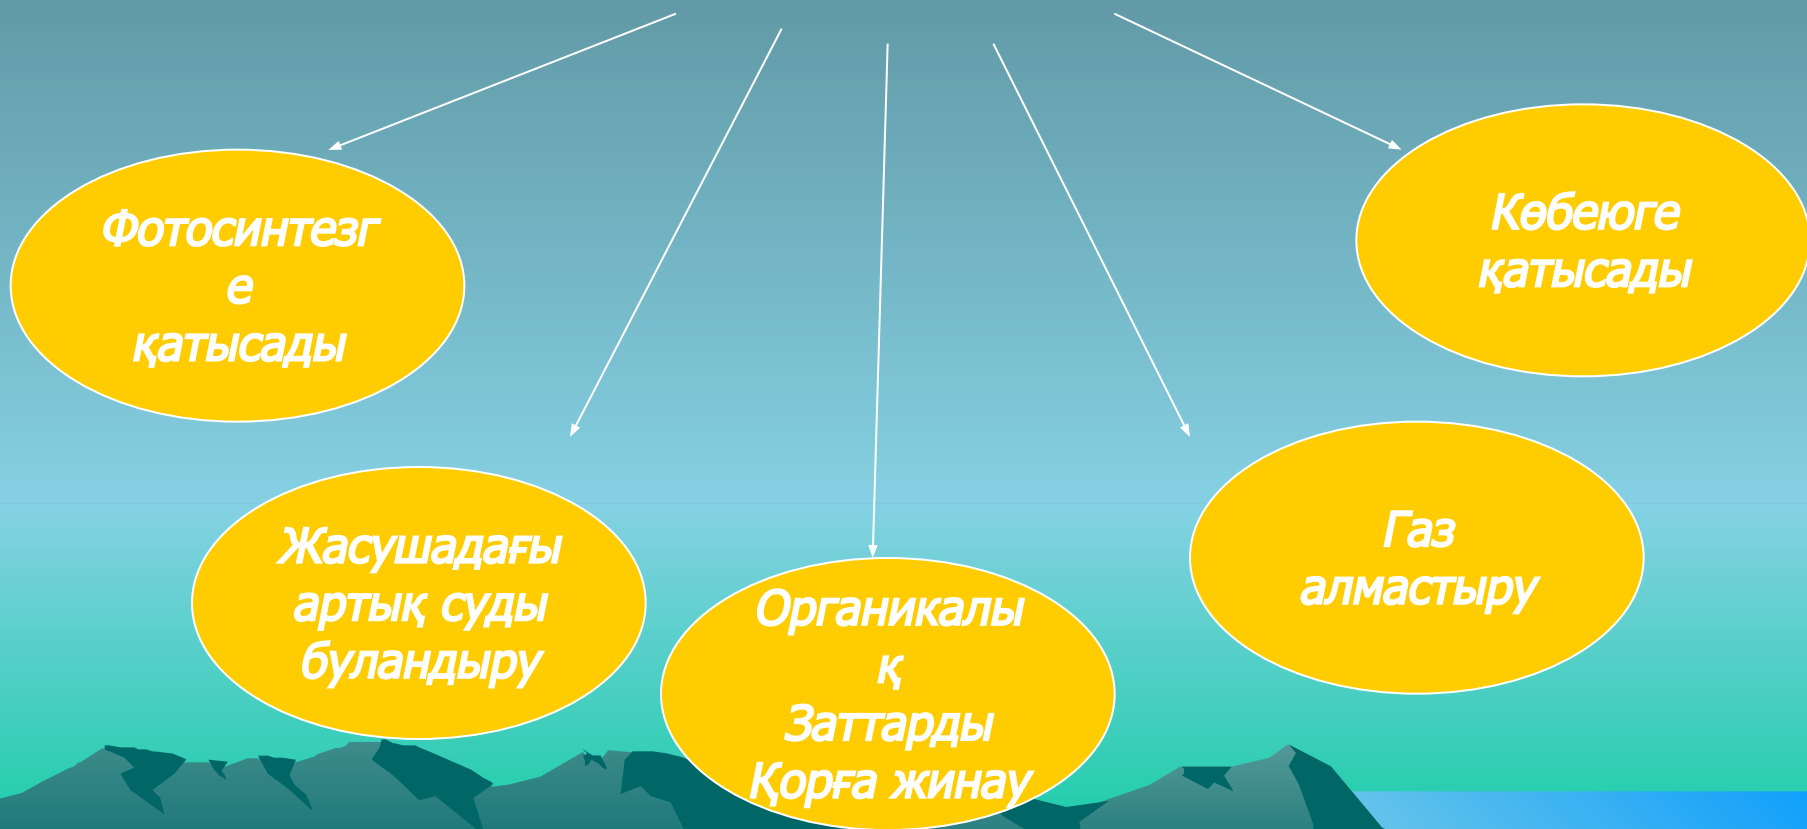 Фотосинтезг
е
қатысады
Көбеюге
қатысады
Жасушадағы
артық суды
буландыру
Органикалы
қ
Заттарды
Қорға жинау
Газ
алмастыру